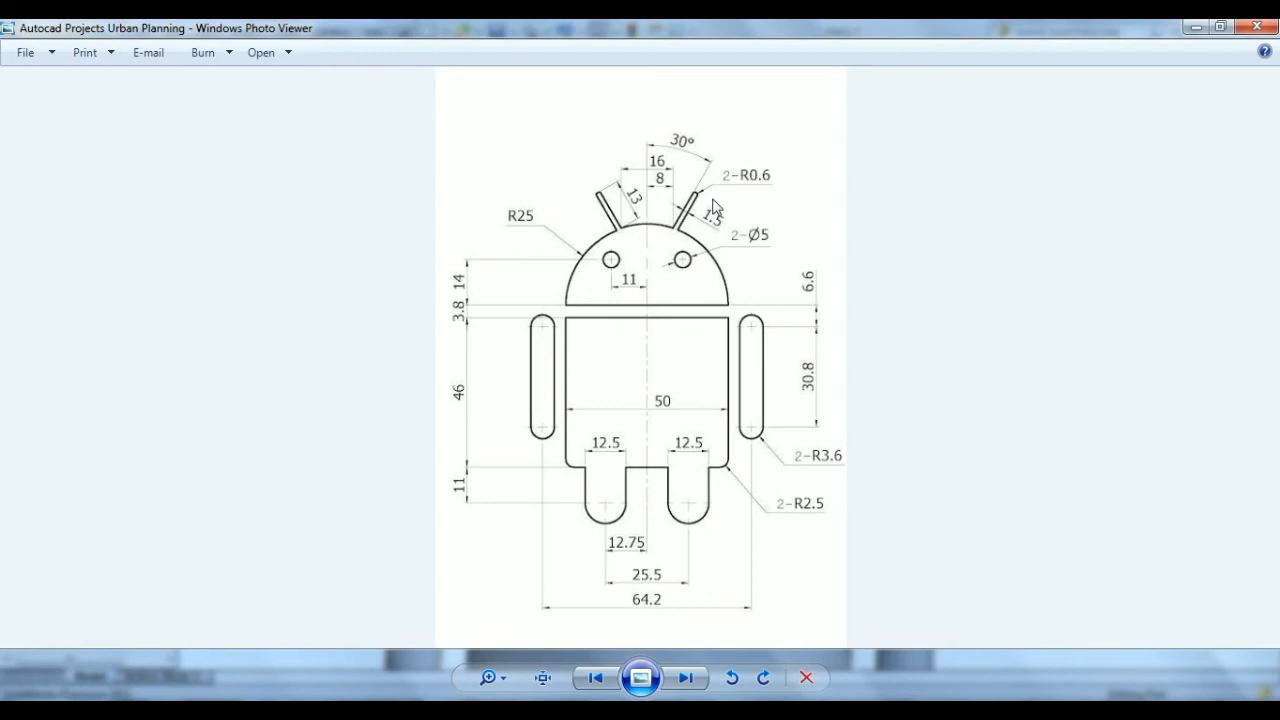 Autocad Projects Urban Planning - Windows Photo Viewer
File Print E-mail Burn Open
?
30º
16
8
2-R0.6
13
1.5
R25
2-Ø5
14
11
6.6
3.8
46
30.8
50
12.5 12.5
2-R3.6
11
2-R2.5
12.75
25.5
64.2